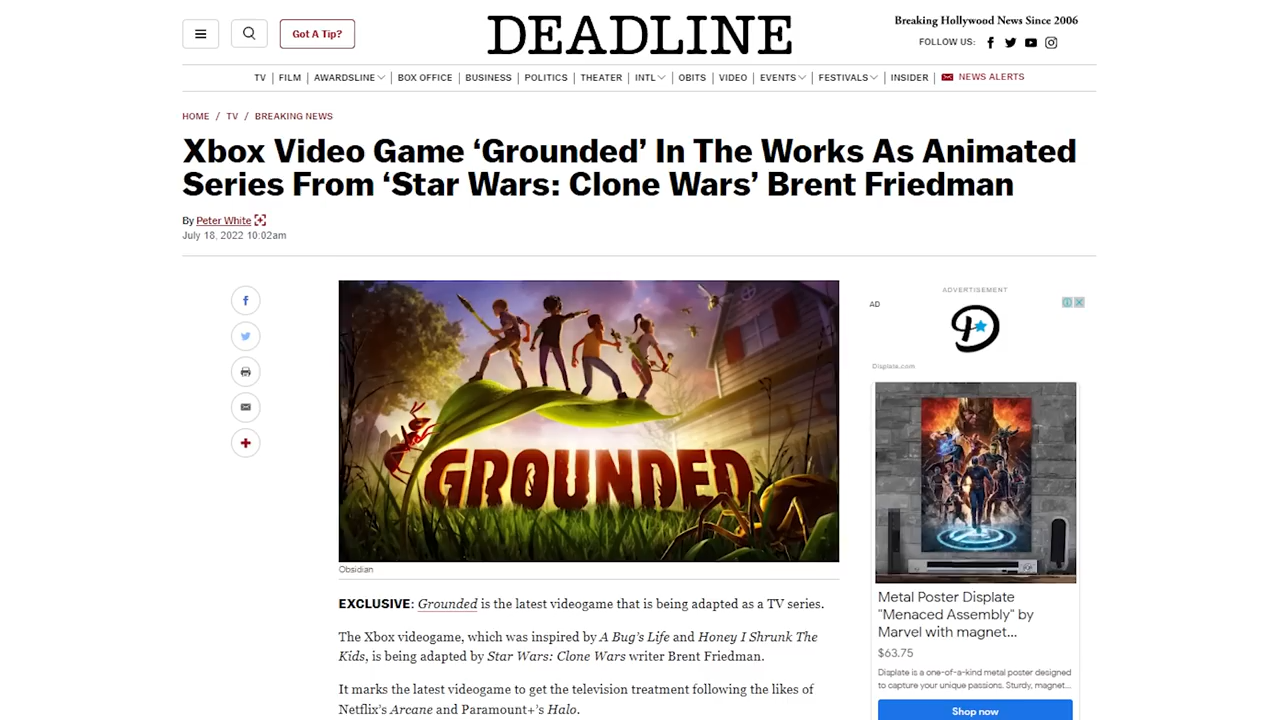 Got A Tip?
DEADLINE
Breaking Hollywood News Since 2006
FOLLOW US:
TV | FILM | AWARDSLINE | BOX OFFICE | BUSINESS | POLITICS | THEATER | INTL | OBITS | VIDEO | EVENTS | FESTIVALS | INSIDER | NEWS ALERTS
HOME / TV / BREAKING NEWS
Xbox Video Game ‘Grounded’ In The Works As Animated
Series From ‘Star Wars: Clone Wars’ Brent Friedman
By Peter White
July 18, 2022 10:02am
GROUNDED
Obsidian
EXCLUSIVE: Grounded is the latest videogame that is being adapted as a TV series.
The Xbox videogame, which was inspired by A Bug's Life and Honey I Shrunk The
Kids, is being adapted by Star Wars: Clone Wars writer Brent Friedman.
It marks the latest videogame to get the television treatment following the likes of
Netflix's Arcane and Paramount+'s Halo.
ADVERTISEMENT
AD
Displate.com
Metal Poster Displate
"Menaced Assembly" by
Marvel with magnet...
$63.75
Displate is a one-of-a-kind metal poster designed
to capture your unique passions. Sturdy, magnet...
Shop now